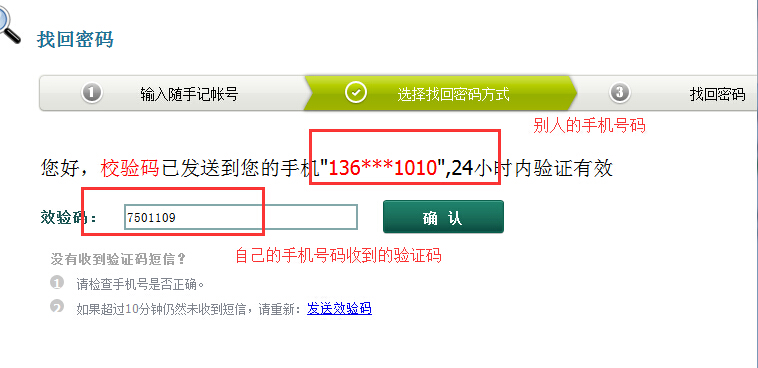 找回密码
1 输入随手记帐号 选择找回密码方式 3 找回密码
别人的手机号码
您好，校验码已发送到您的手机"136***1010",24小时内验证有效
效验码： 7501109 确 认
没有收到验证码短信？ 自己的手机号码收到的验证码
1 请检查手机号是否正确。
2 如果超过10分钟仍然未收到短信，请重新：发送效验码